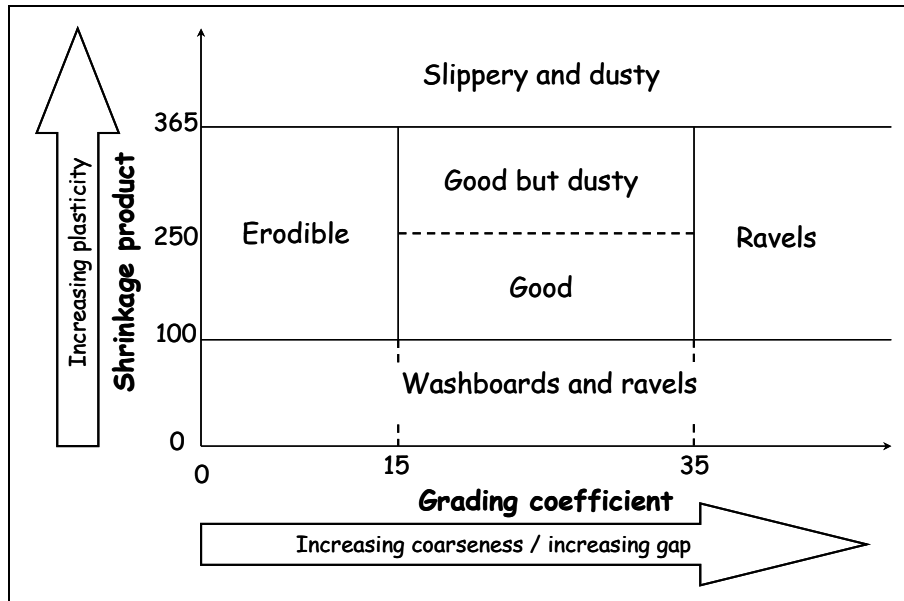 Slippery and dusty
365
Good but dusty
Increasing plasticity
Shrinkage product
250
Erodible
Ravels
Good
100
Washboards and ravels
0
0
15
35
Grading coefficient
Increasing coarseness / increasing gap